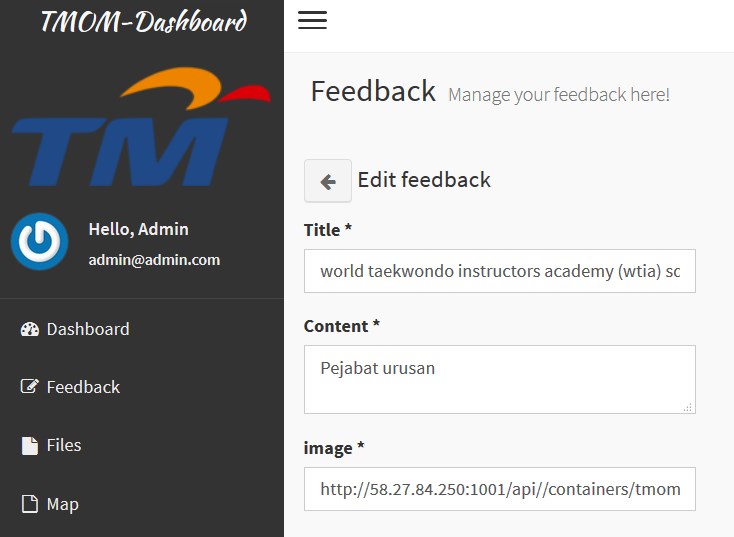 TMOM-Dashboard
TM
Hello, Admin
admin@admin.com
Dashboard
Feedback
Files
Map
Feedback Manage your feedback here!
Edit feedback
Title *
world taekwondo instructors academy (wtia) sc
Content *
Pejabat urusan
image *
http://58.27.84.250:1001/api//containers/tmom